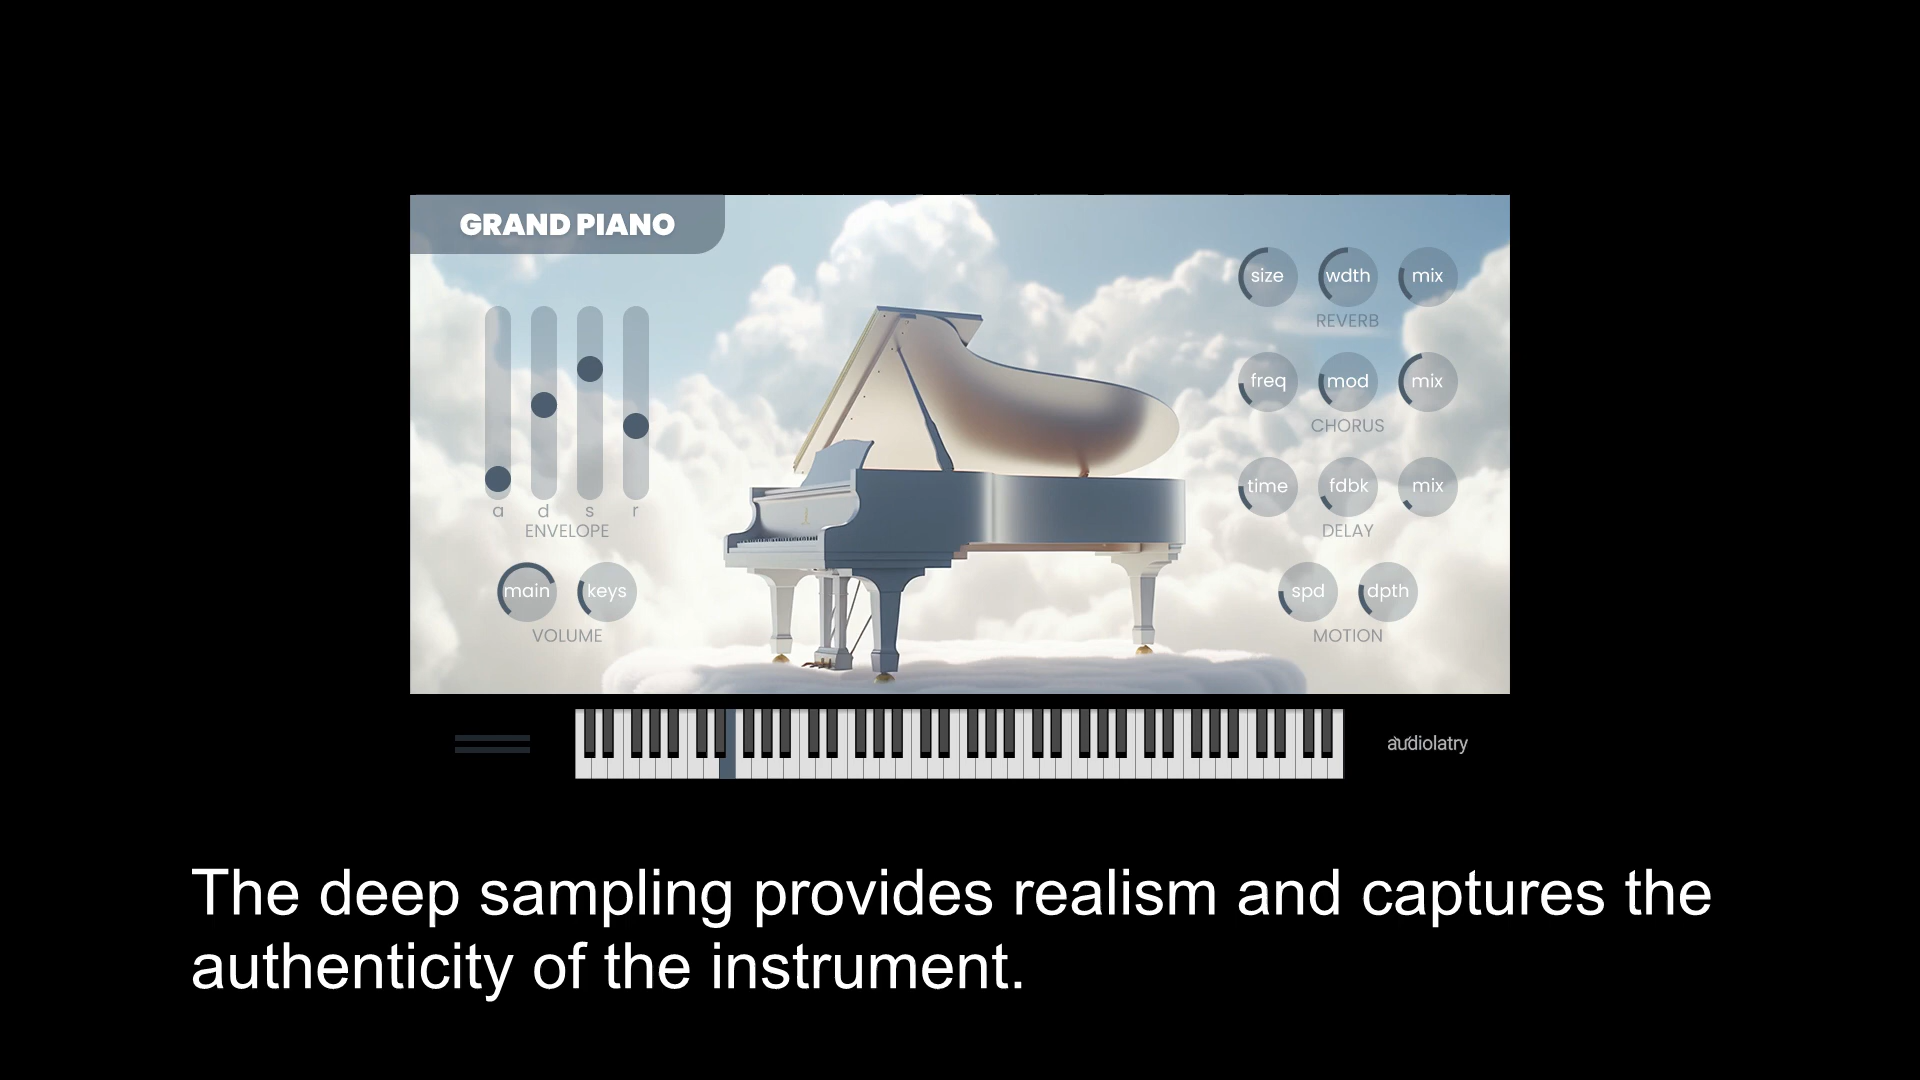 GRAND PIANO
size wdth mix
REVERB
freq mod mix
CHORUS
time fdbk mix
DELAY
spd dpth
MOTION
a d s r
ENVELOPE
main keys
VOLUME
audiolatry
The deep sampling provides realism and captures the
authenticity of the instrument.